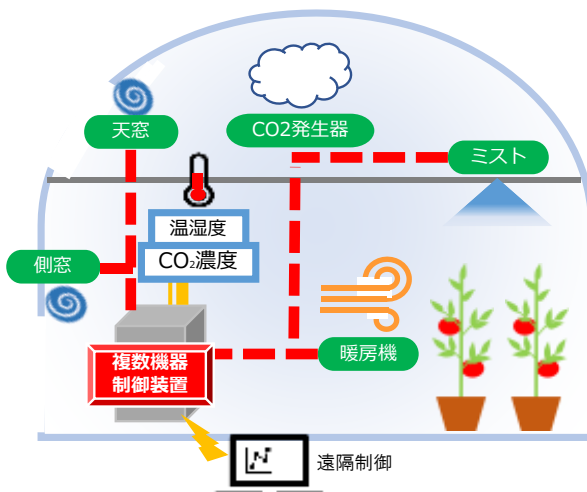 天窓
CO2発生器
ミスト
温湿度
CO₂濃度
側窓
複数機器
制御装置
暖房機
遠隔制御